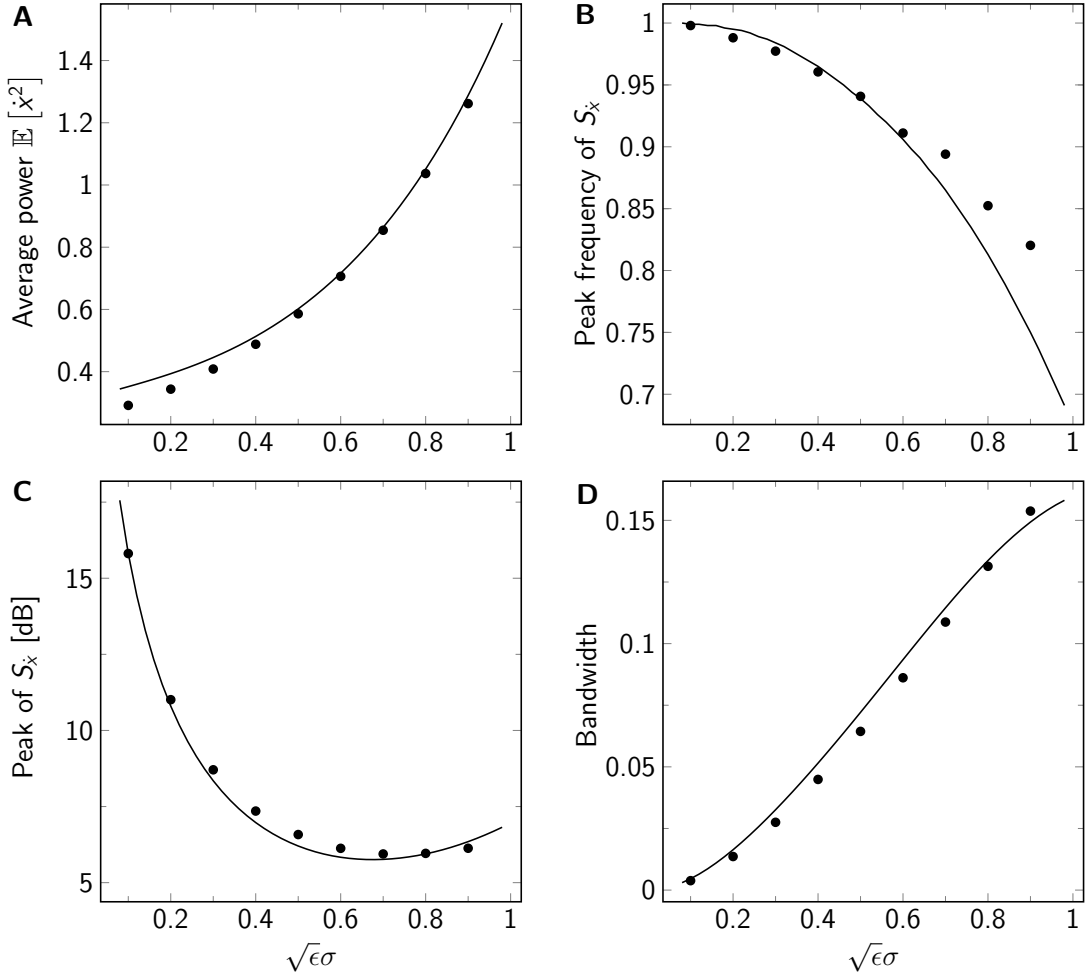 A
Average power 𝔼 [ẋ²]
1.4
1.2
1
0.8
0.6
0.4
0.2 0.4 0.6 0.8 1
B
Peak frequency of Sẋ
1
0.95
0.9
0.85
0.8
0.75
0.7
0.2 0.4 0.6 0.8 1
C
Peak of Sẋ [dB]
15
10
5
0.2 0.4 0.6 0.8 1
√ϵσ
D
Bandwidth
0.15
0.1
0.05
0
0.2 0.4 0.6 0.8 1
√ϵσ